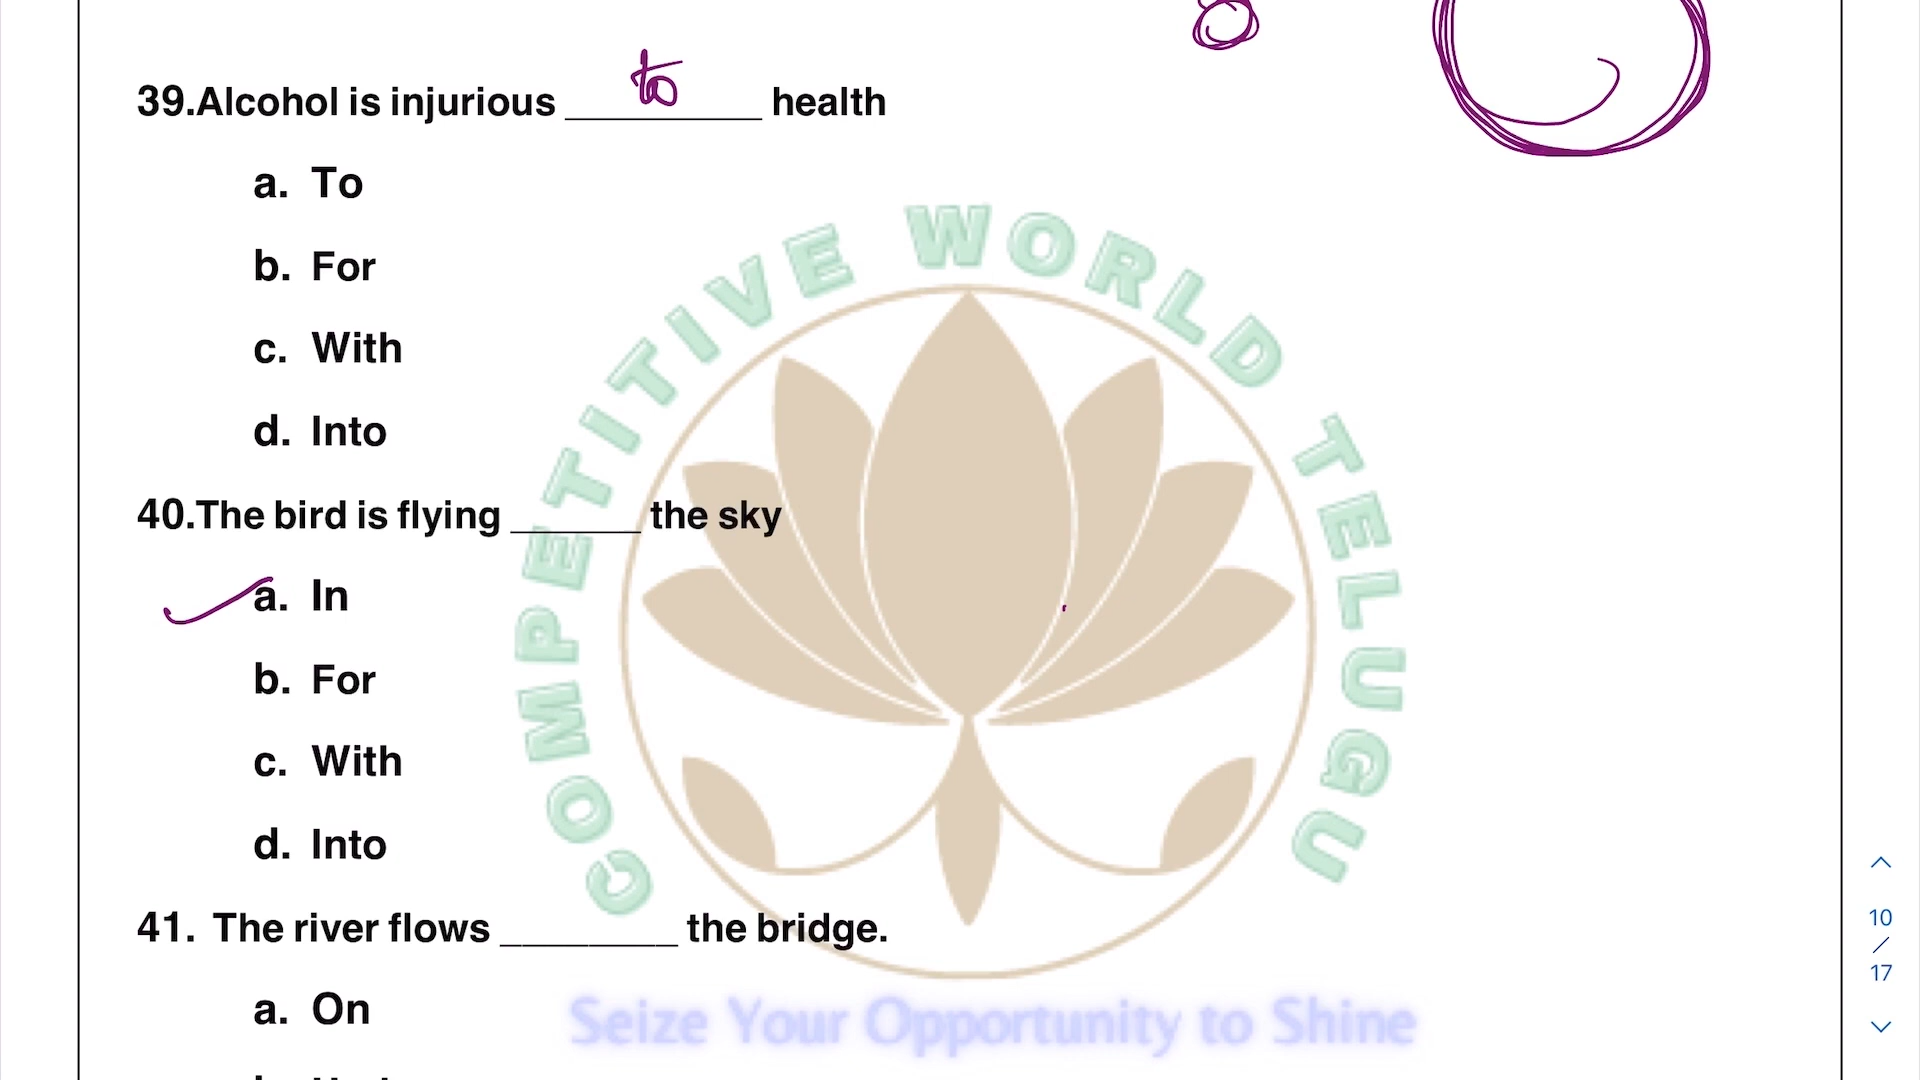 39.Alcohol is injurious to health
a. To
b. For
c. With
d. Into
40.The bird is flying ______ the sky
a. In
b. For
c. With
d. Into
41. The river flows ________ the bridge.
a. On
COMPETITIVE WORLD TELUGU
Seize Your Opportunity to Shine
10
/
17